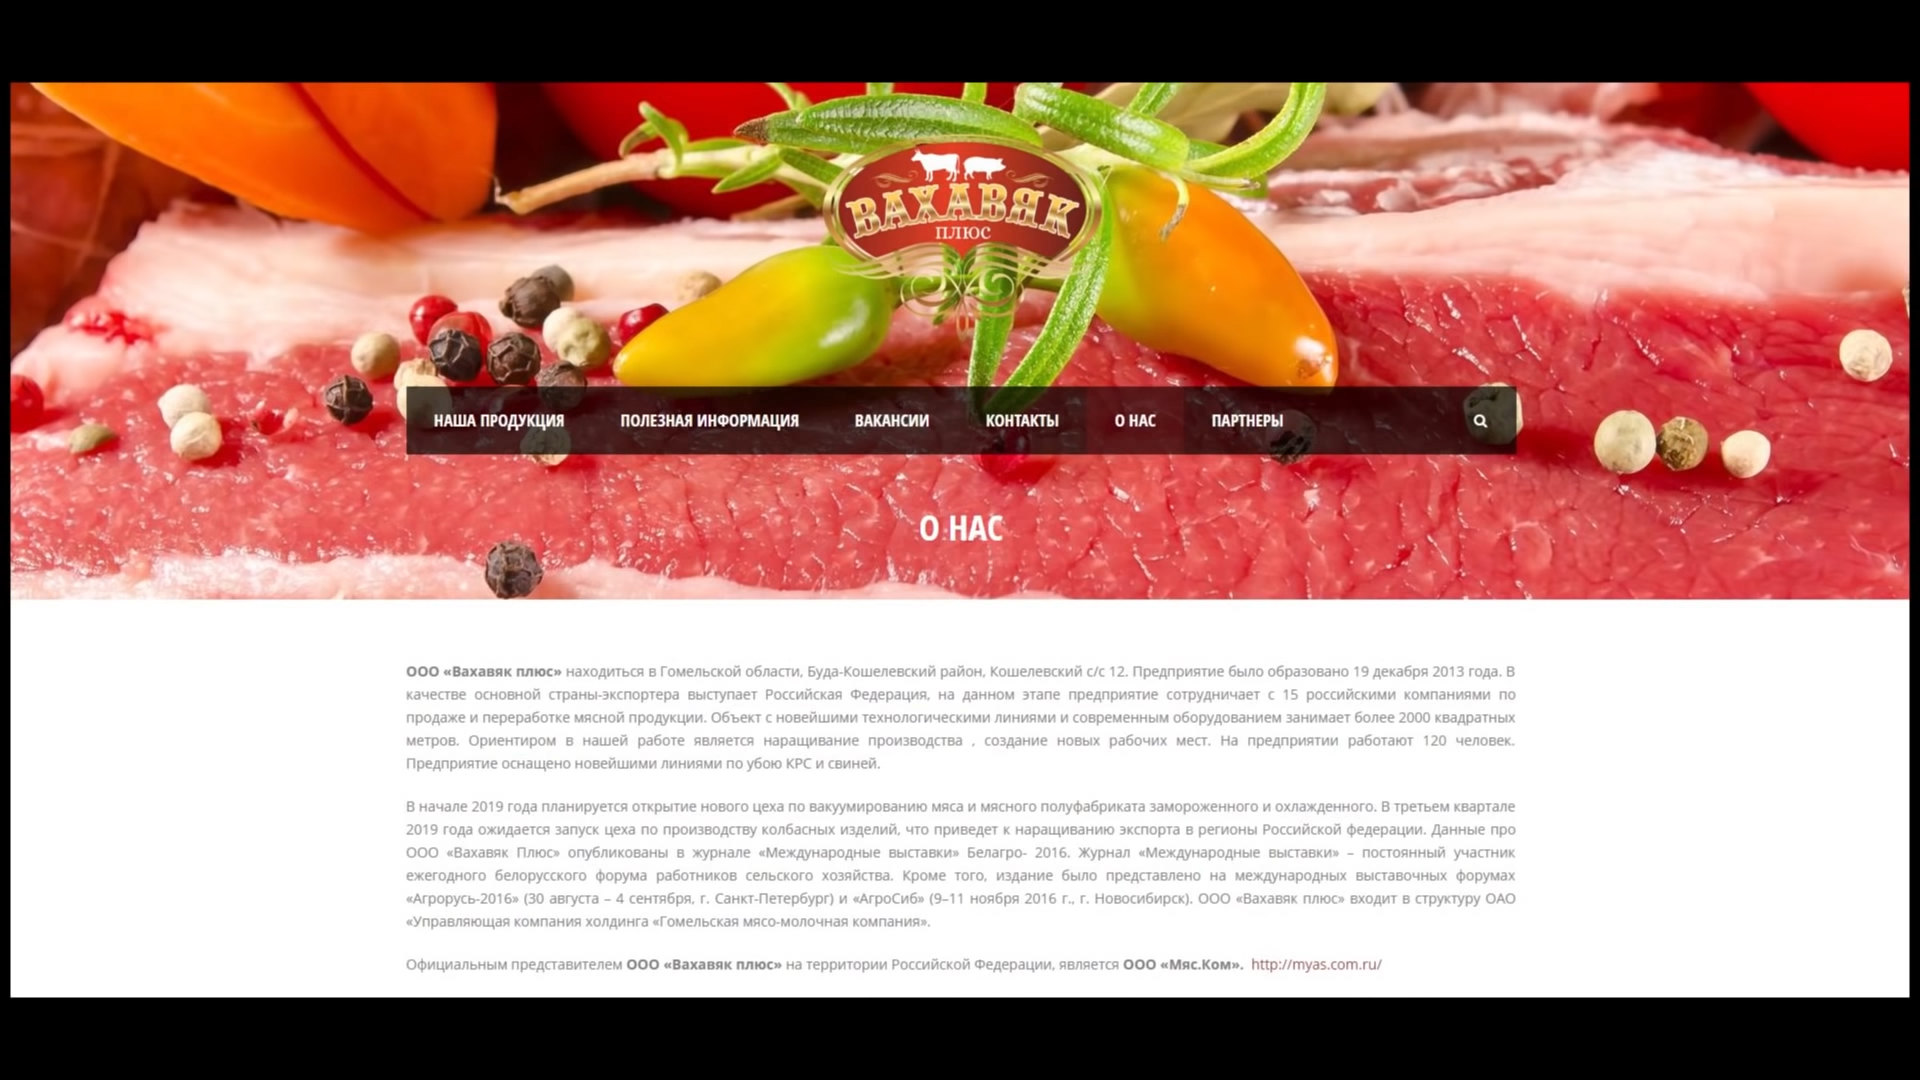 ВАХАВЯК
ПЛЮС
НАША ПРОДУКЦИЯ ПОЛЕЗНАЯ ИНФОРМАЦИЯ ВАКАНСИИ КОНТАКТЫ О НАС ПАРТНЕРЫ
О НАС
ООО «Вахавяк плюс» находиться в Гомельской области, Буда-Кошелевский район, Кошелевский с/с 12. Предприятие было образовано 19 декабря 2013 года. В
качестве основной страны-экспортера выступает Российская Федерация, на данном этапе предприятие сотрудничает с 15 российскими компаниями по
продаже и переработке мясной продукции. Объект с новейшими технологическими линиями и современным оборудованием занимает более 2000 квадратных
метров. Ориентиром в нашей работе является наращивание производства , создание новых рабочих мест. На предприятии работают 120 человек.
Предприятие оснащено новейшими линиями по убою КРС и свиней.
В начале 2019 года планируется открытие нового цеха по вакуумированию мяса и мясного полуфабриката замороженного и охлажденного. В третьем квартале
2019 года ожидается запуск цеха по производству колбасных изделий, что приведет к наращиванию экспорта в регионы Российской федерации. Данные про
ООО «Вахавяк Плюс» опубликованы в журнале «Международные выставки» Белагро- 2016. Журнал «Международные выставки» – постоянный участник
ежегодного белорусского форума работников сельского хозяйства. Кроме того, издание было представлено на международных выставочных форумах
«Агрорусь-2016» (30 августа – 4 сентября, г. Санкт-Петербург) и «АгроСиб» (9–11 ноября 2016 г., г. Новосибирск). ООО «Вахавяк плюс» входит в структуру ОАО
«Управляющая компания холдинга «Гомельская мясо-молочная компания».
Официальным представителем ООО «Вахавяк плюс» на территории Российской Федерации, является ООО «Мяс.Ком». http://myas.com.ru/